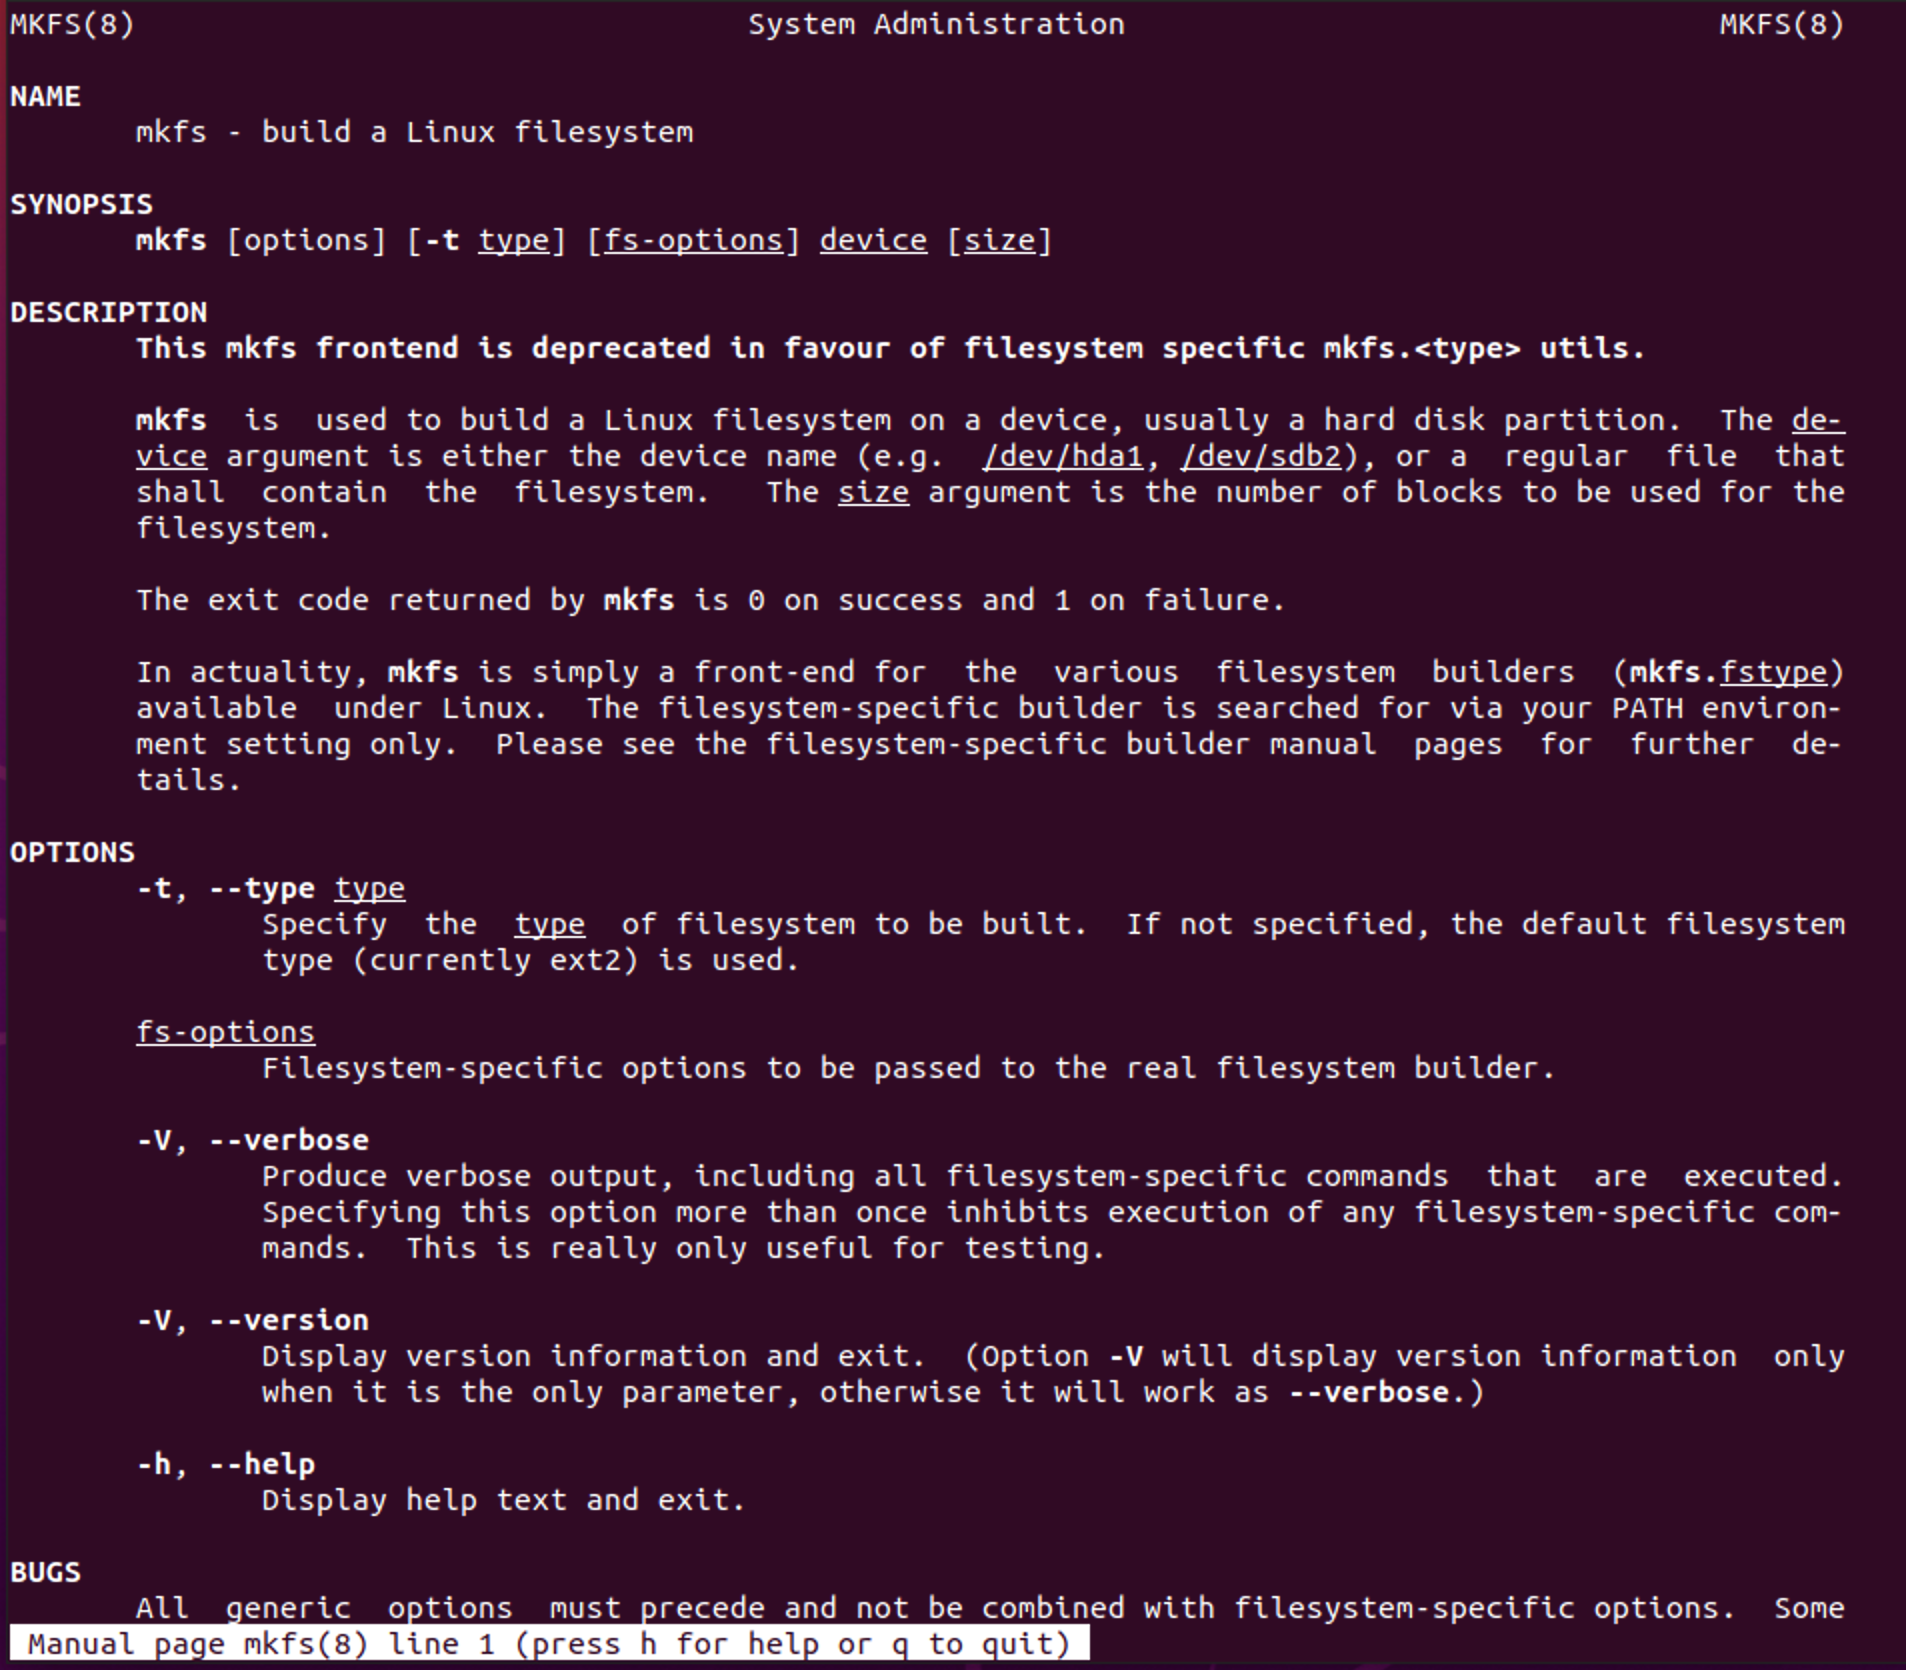 MKFS(8) System Administration MKFS(8)
NAME
mkfs - build a Linux filesystem
SYNOPSIS
mkfs [options] [-t type] [fs-options] device [size]
DESCRIPTION
This mkfs frontend is deprecated in favour of filesystem specific mkfs.<type> utils.
mkfs is used to build a Linux filesystem on a device, usually a hard disk partition. The de-
vice argument is either the device name (e.g. /dev/hda1, /dev/sdb2), or a regular file that
shall contain the filesystem. The size argument is the number of blocks to be used for the
filesystem.
The exit code returned by mkfs is 0 on success and 1 on failure.
In actuality, mkfs is simply a front-end for the various filesystem builders (mkfs.fstype)
available under Linux. The filesystem-specific builder is searched for via your PATH environ-
ment setting only. Please see the filesystem-specific builder manual pages for further de-
tails.
OPTIONS
-t, --type type
Specify the type of filesystem to be built. If not specified, the default filesystem
type (currently ext2) is used.
fs-options
Filesystem-specific options to be passed to the real filesystem builder.
-V, --verbose
Produce verbose output, including all filesystem-specific commands that are executed.
Specifying this option more than once inhibits execution of any filesystem-specific com-
mands. This is really only useful for testing.
-V, --version
Display version information and exit. (Option -V will display version information only
when it is the only parameter, otherwise it will work as --verbose.)
-h, --help
Display help text and exit.
BUGS
All generic options must precede and not be combined with filesystem-specific options. Some
Manual page mkfs(8) line 1 (press h for help or q to quit)